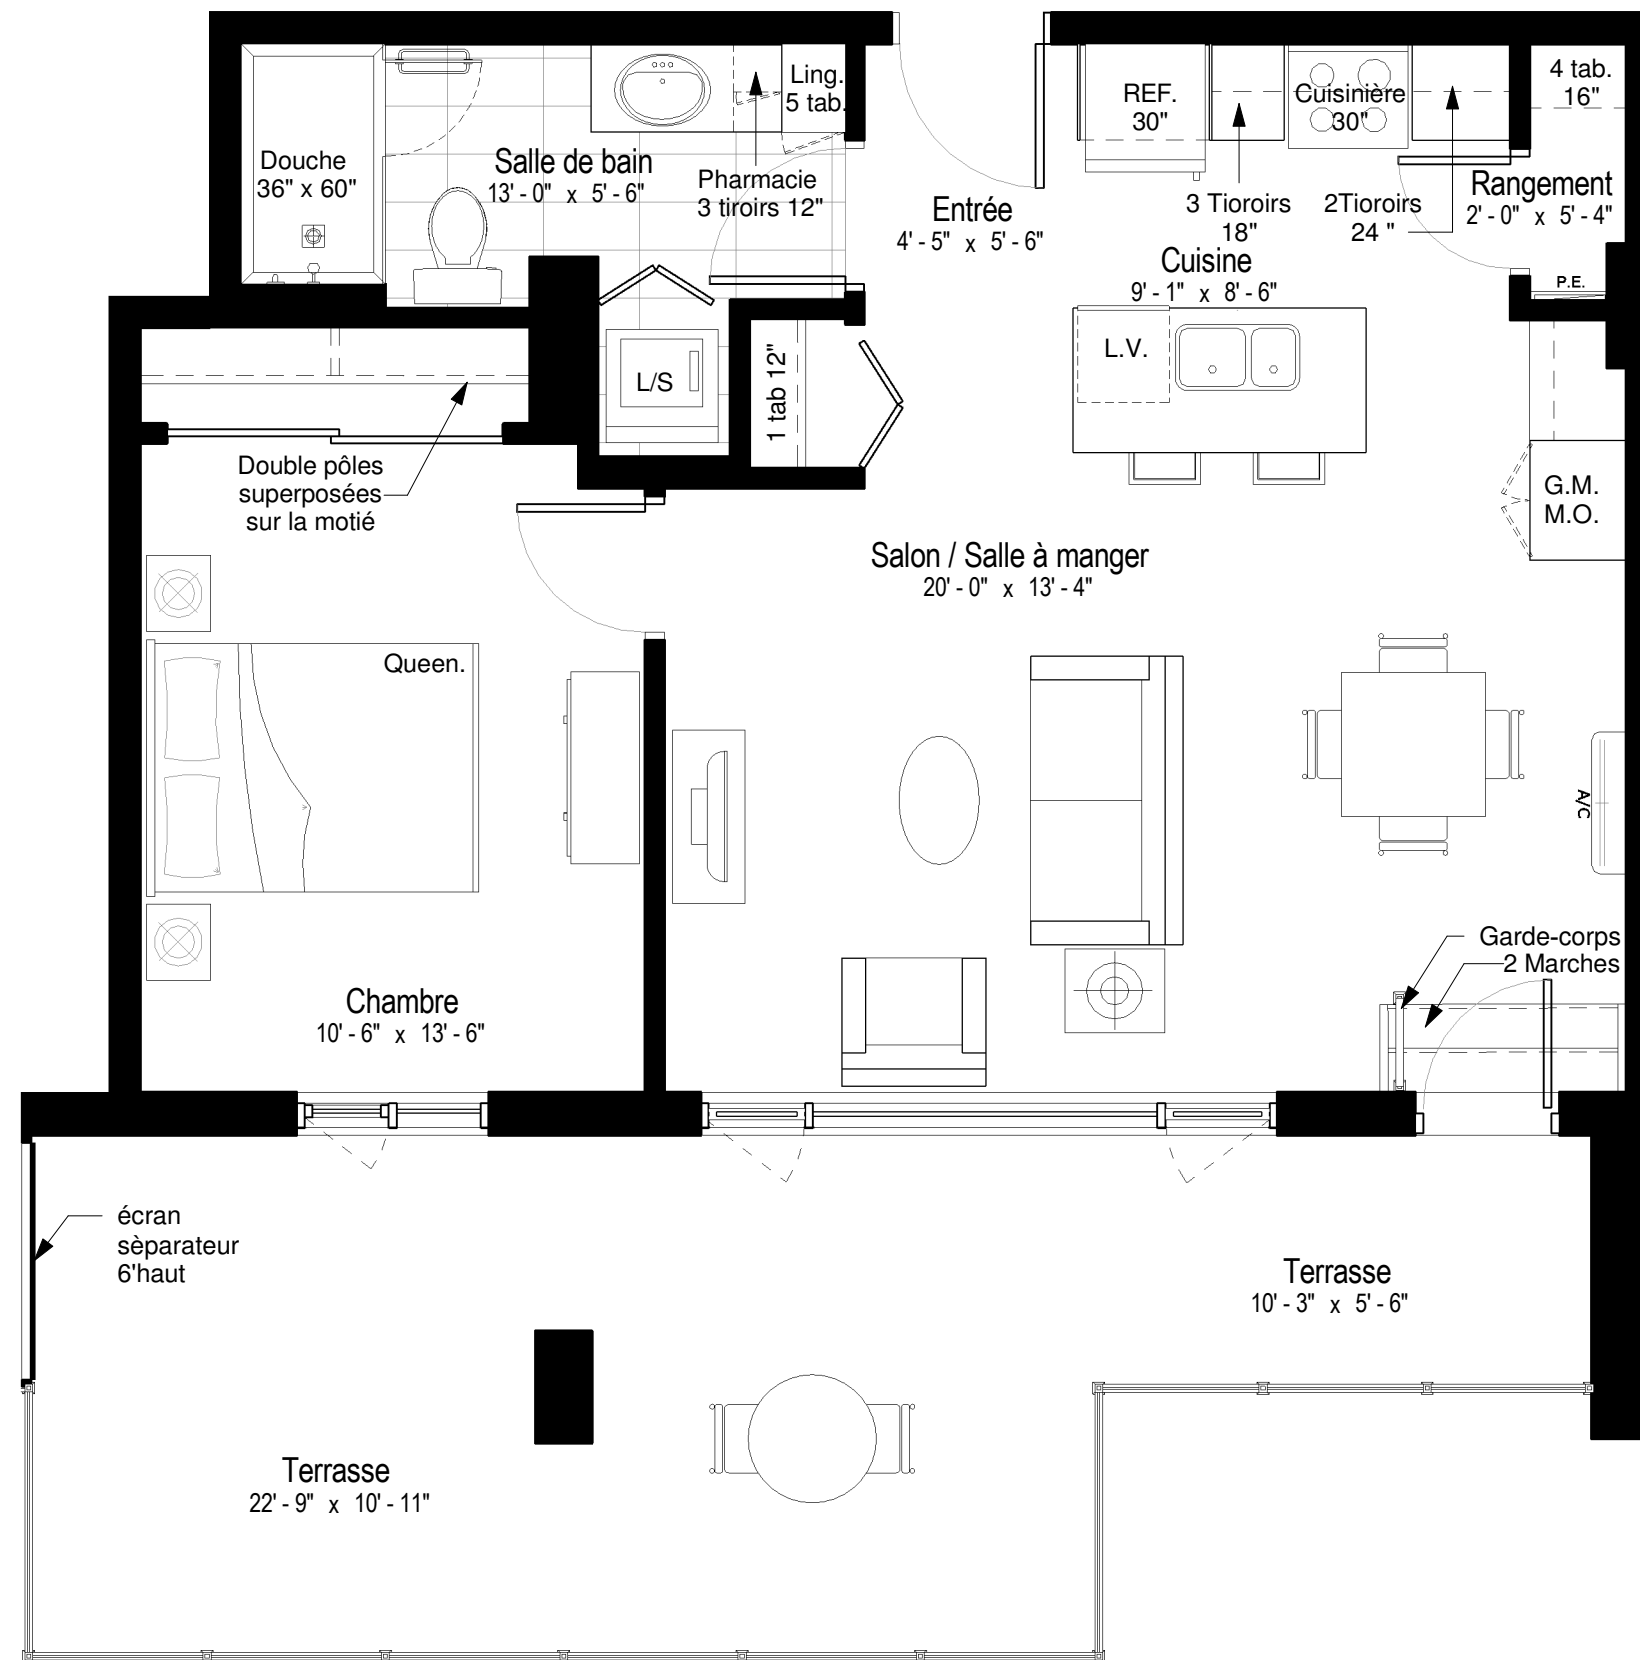 Ling.
5 tab.
REF.
30"
Cuisinière
30"
4 tab.
16"
Douche
36" x 60"
Salle de bain
13' - 0" x 5' - 6"
Pharmacie
3 tiroirs 12"
Entrée
4' - 5" x 5' - 6"
3 Tioroirs
18"
2Tioroirs
24 "
Rangement
2' - 0" x 5' - 4"
Cuisine
9' - 1" x 8' - 6"
P.E.
L/S
1 tab 12"
L.V.
Double pôles
superposées
sur la motié
G.M.
M.O.
Salon / Salle à manger
20' - 0" x 13' - 4"
Queen.
A/C
Garde-corps
2 Marches
Chambre
10' - 6" x 13' - 6"
écran
sèparateur
6'haut
Terrasse
10' - 3" x 5' - 6"
Terrasse
22' - 9" x 10' - 11"